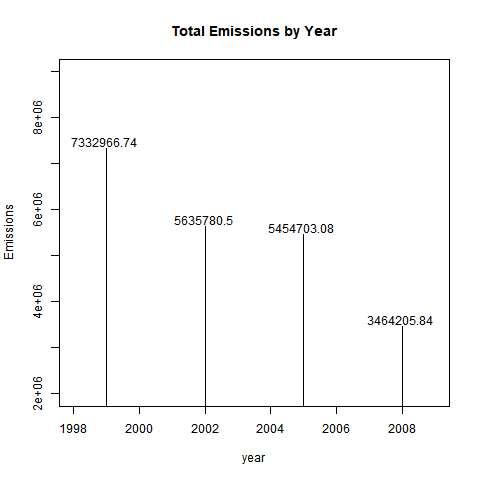 Total Emissions by Year
Emissions
8e+06
6e+06
4e+06
2e+06
7332966.74
5635780.5
5454703.08
3464205.84
1998 2000 2002 2004 2006 2008
year